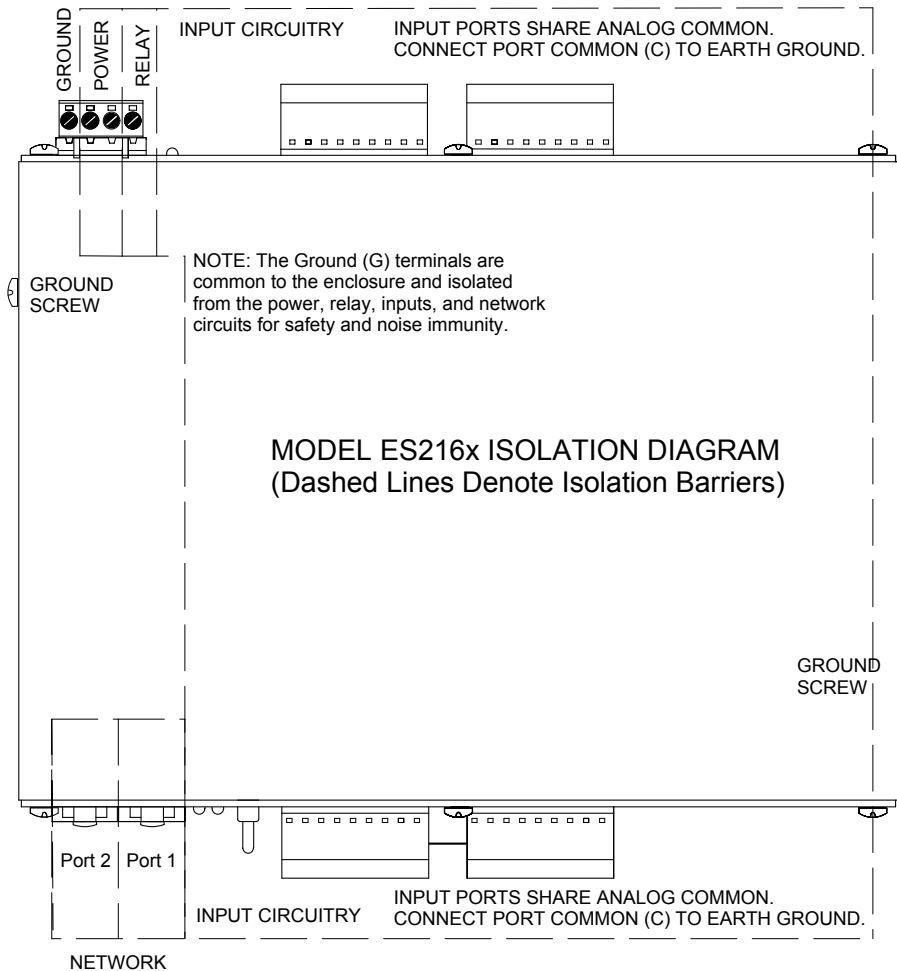 GROUND
POWER
RELAY
INPUT CIRCUITRY
INPUT PORTS SHARE ANALOG COMMON.
CONNECT PORT COMMON (C) TO EARTH GROUND.
NOTE: The Ground (G) terminals are
common to the enclosure and isolated
from the power, relay, inputs, and network
circuits for safety and noise immunity.
GROUND
SCREW
MODEL ES216x ISOLATION DIAGRAM
(Dashed Lines Denote Isolation Barriers)
GROUND
SCREW
Port 2
Port 1
INPUT CIRCUITRY
INPUT PORTS SHARE ANALOG COMMON.
CONNECT PORT COMMON (C) TO EARTH GROUND.
NETWORK